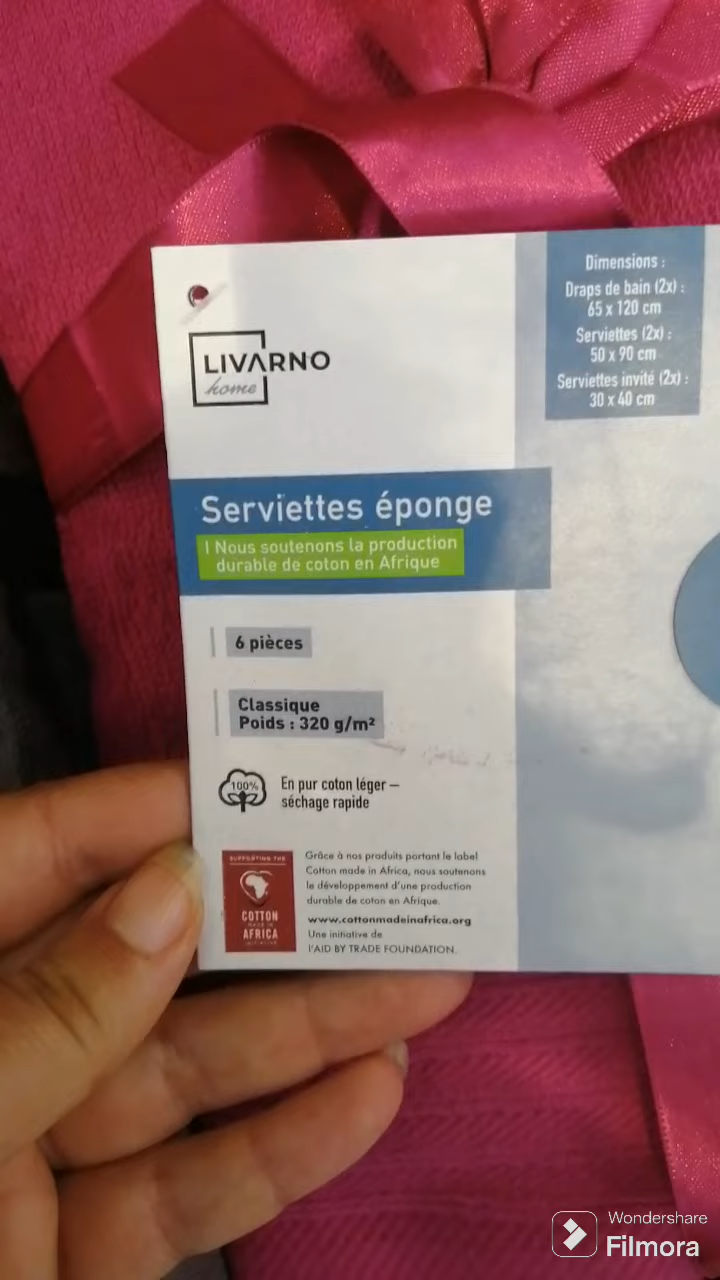 LIVARNO
home
Dimensions :
Draps de bain (2x) :
65 x 120 cm
Serviettes (2x) :
50 x 90 cm
Serviettes invité (2x) :
30 x 40 cm
Serviettes éponge
I Nous soutenons la production
durable de coton en Afrique
6 pièces
Classique
Poids : 320 g/m²
100%
En pur coton léger –
séchage rapide
SUPPORTING THE
COTTON
MADE IN
AFRICA
INITIATIVE
Grâce à nos produits portant le label
Cotton made in Africa, nous soutenons
le développement d'une production
durable de coton en Afrique.
www.cottonmadeinafrica.org
Une initiative de
l'AID BY TRADE FOUNDATION.
Wondershare
Filmora